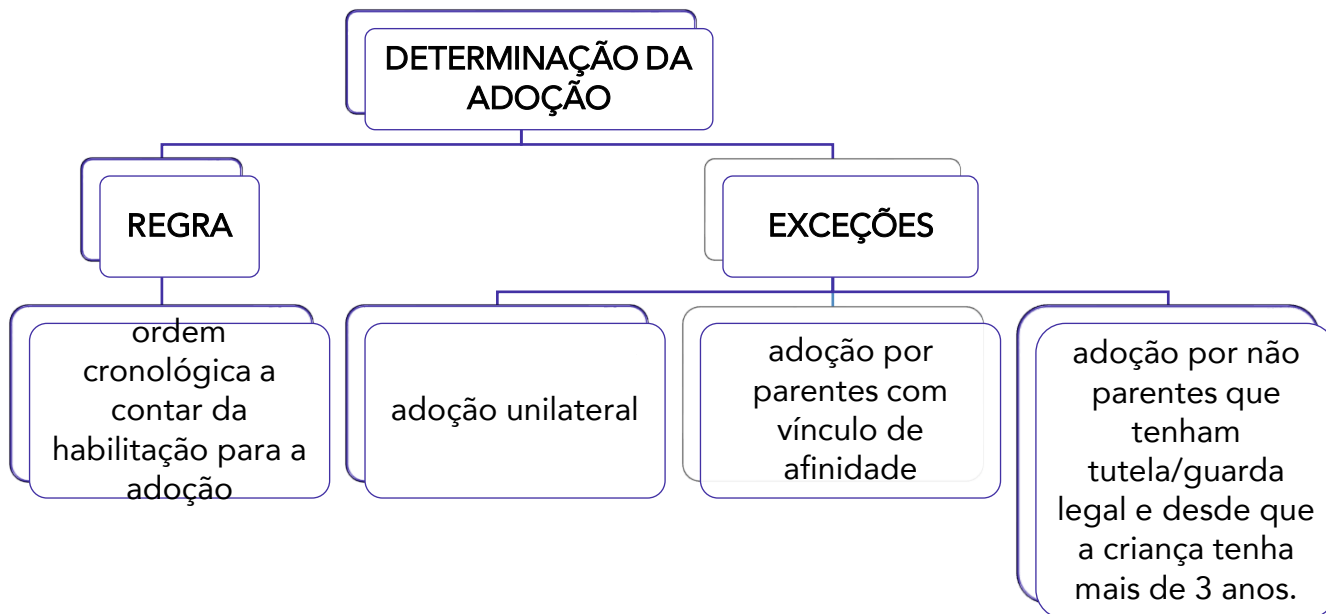 DETERMINAÇÃO DA
ADOÇÃO
REGRA
EXCEÇÕES
ordem
cronológica a
contar da
habilitação para a
adoção
adoção unilateral
adoção por
parentes com
vínculo de
afinidade
adoção por não
parentes que
tenham
tutela/guarda
legal e desde que
a criança tenha
mais de 3 anos.